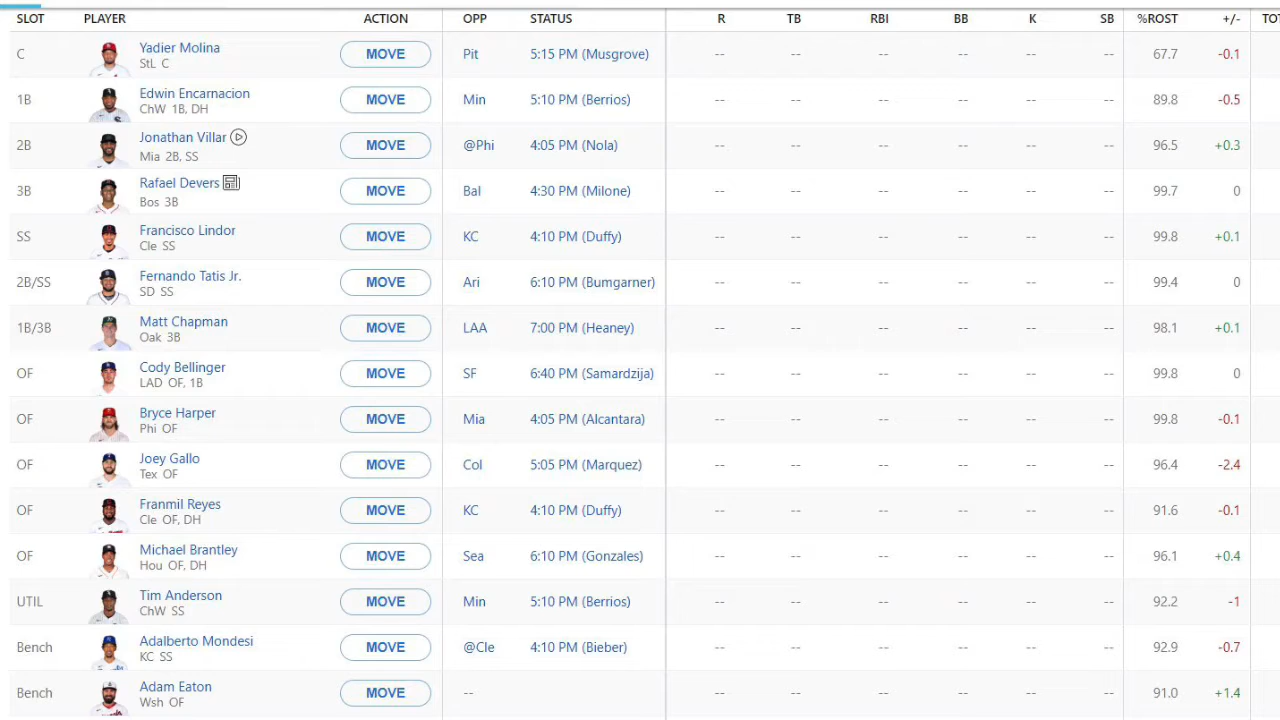 SLOT PLAYER ACTION OPP STATUS R TB RBI BB K SB %ROST +/-
C Yadier Molina MOVE Pit 5:15 PM (Musgrove) -- -- -- -- -- -- 67.7 -0.1
StL C
1B Edwin Encarnacion MOVE Min 5:10 PM (Berrios) -- -- -- -- -- -- 89.8 -0.5
ChW 1B, DH
2B Jonathan Villar MOVE @Phi 4:05 PM (Nola) -- -- -- -- -- -- 96.5 +0.3
Mia 2B, SS
3B Rafael Devers MOVE Bal 4:30 PM (Milone) -- -- -- -- -- -- 99.7 0
Bos 3B
SS Francisco Lindor MOVE KC 4:10 PM (Duffy) -- -- -- -- -- -- 99.8 +0.1
Cle SS
2B/SS Fernando Tatis Jr. MOVE Ari 6:10 PM (Bumgarner) -- -- -- -- -- -- 99.4 0
SD SS
1B/3B Matt Chapman MOVE LAA 7:00 PM (Heaney) -- -- -- -- -- -- 98.1 +0.1
Oak 3B
OF Cody Bellinger MOVE SF 6:40 PM (Samardzija) -- -- -- -- -- -- 99.8 0
LAD OF, 1B
OF Bryce Harper MOVE Mia 4:05 PM (Alcantara) -- -- -- -- -- -- 99.8 -0.1
Phi OF
OF Joey Gallo MOVE Col 5:05 PM (Marquez) -- -- -- -- -- -- 96.4 -2.4
Tex OF
OF Franmil Reyes MOVE KC 4:10 PM (Duffy) -- -- -- -- -- -- 91.6 -0.1
Cle OF, DH
OF Michael Brantley MOVE Sea 6:10 PM (Gonzales) -- -- -- -- -- -- 96.1 +0.4
Hou OF, DH
UTIL Tim Anderson MOVE Min 5:10 PM (Berrios) -- -- -- -- -- -- 92.2 -1
ChW SS
Bench Adalberto Mondesi MOVE @Cle 4:10 PM (Bieber) -- -- -- -- -- -- 92.9 -0.7
KC SS
Bench Adam Eaton MOVE -- -- -- -- -- -- -- 91.0 +1.4
Wsh OF